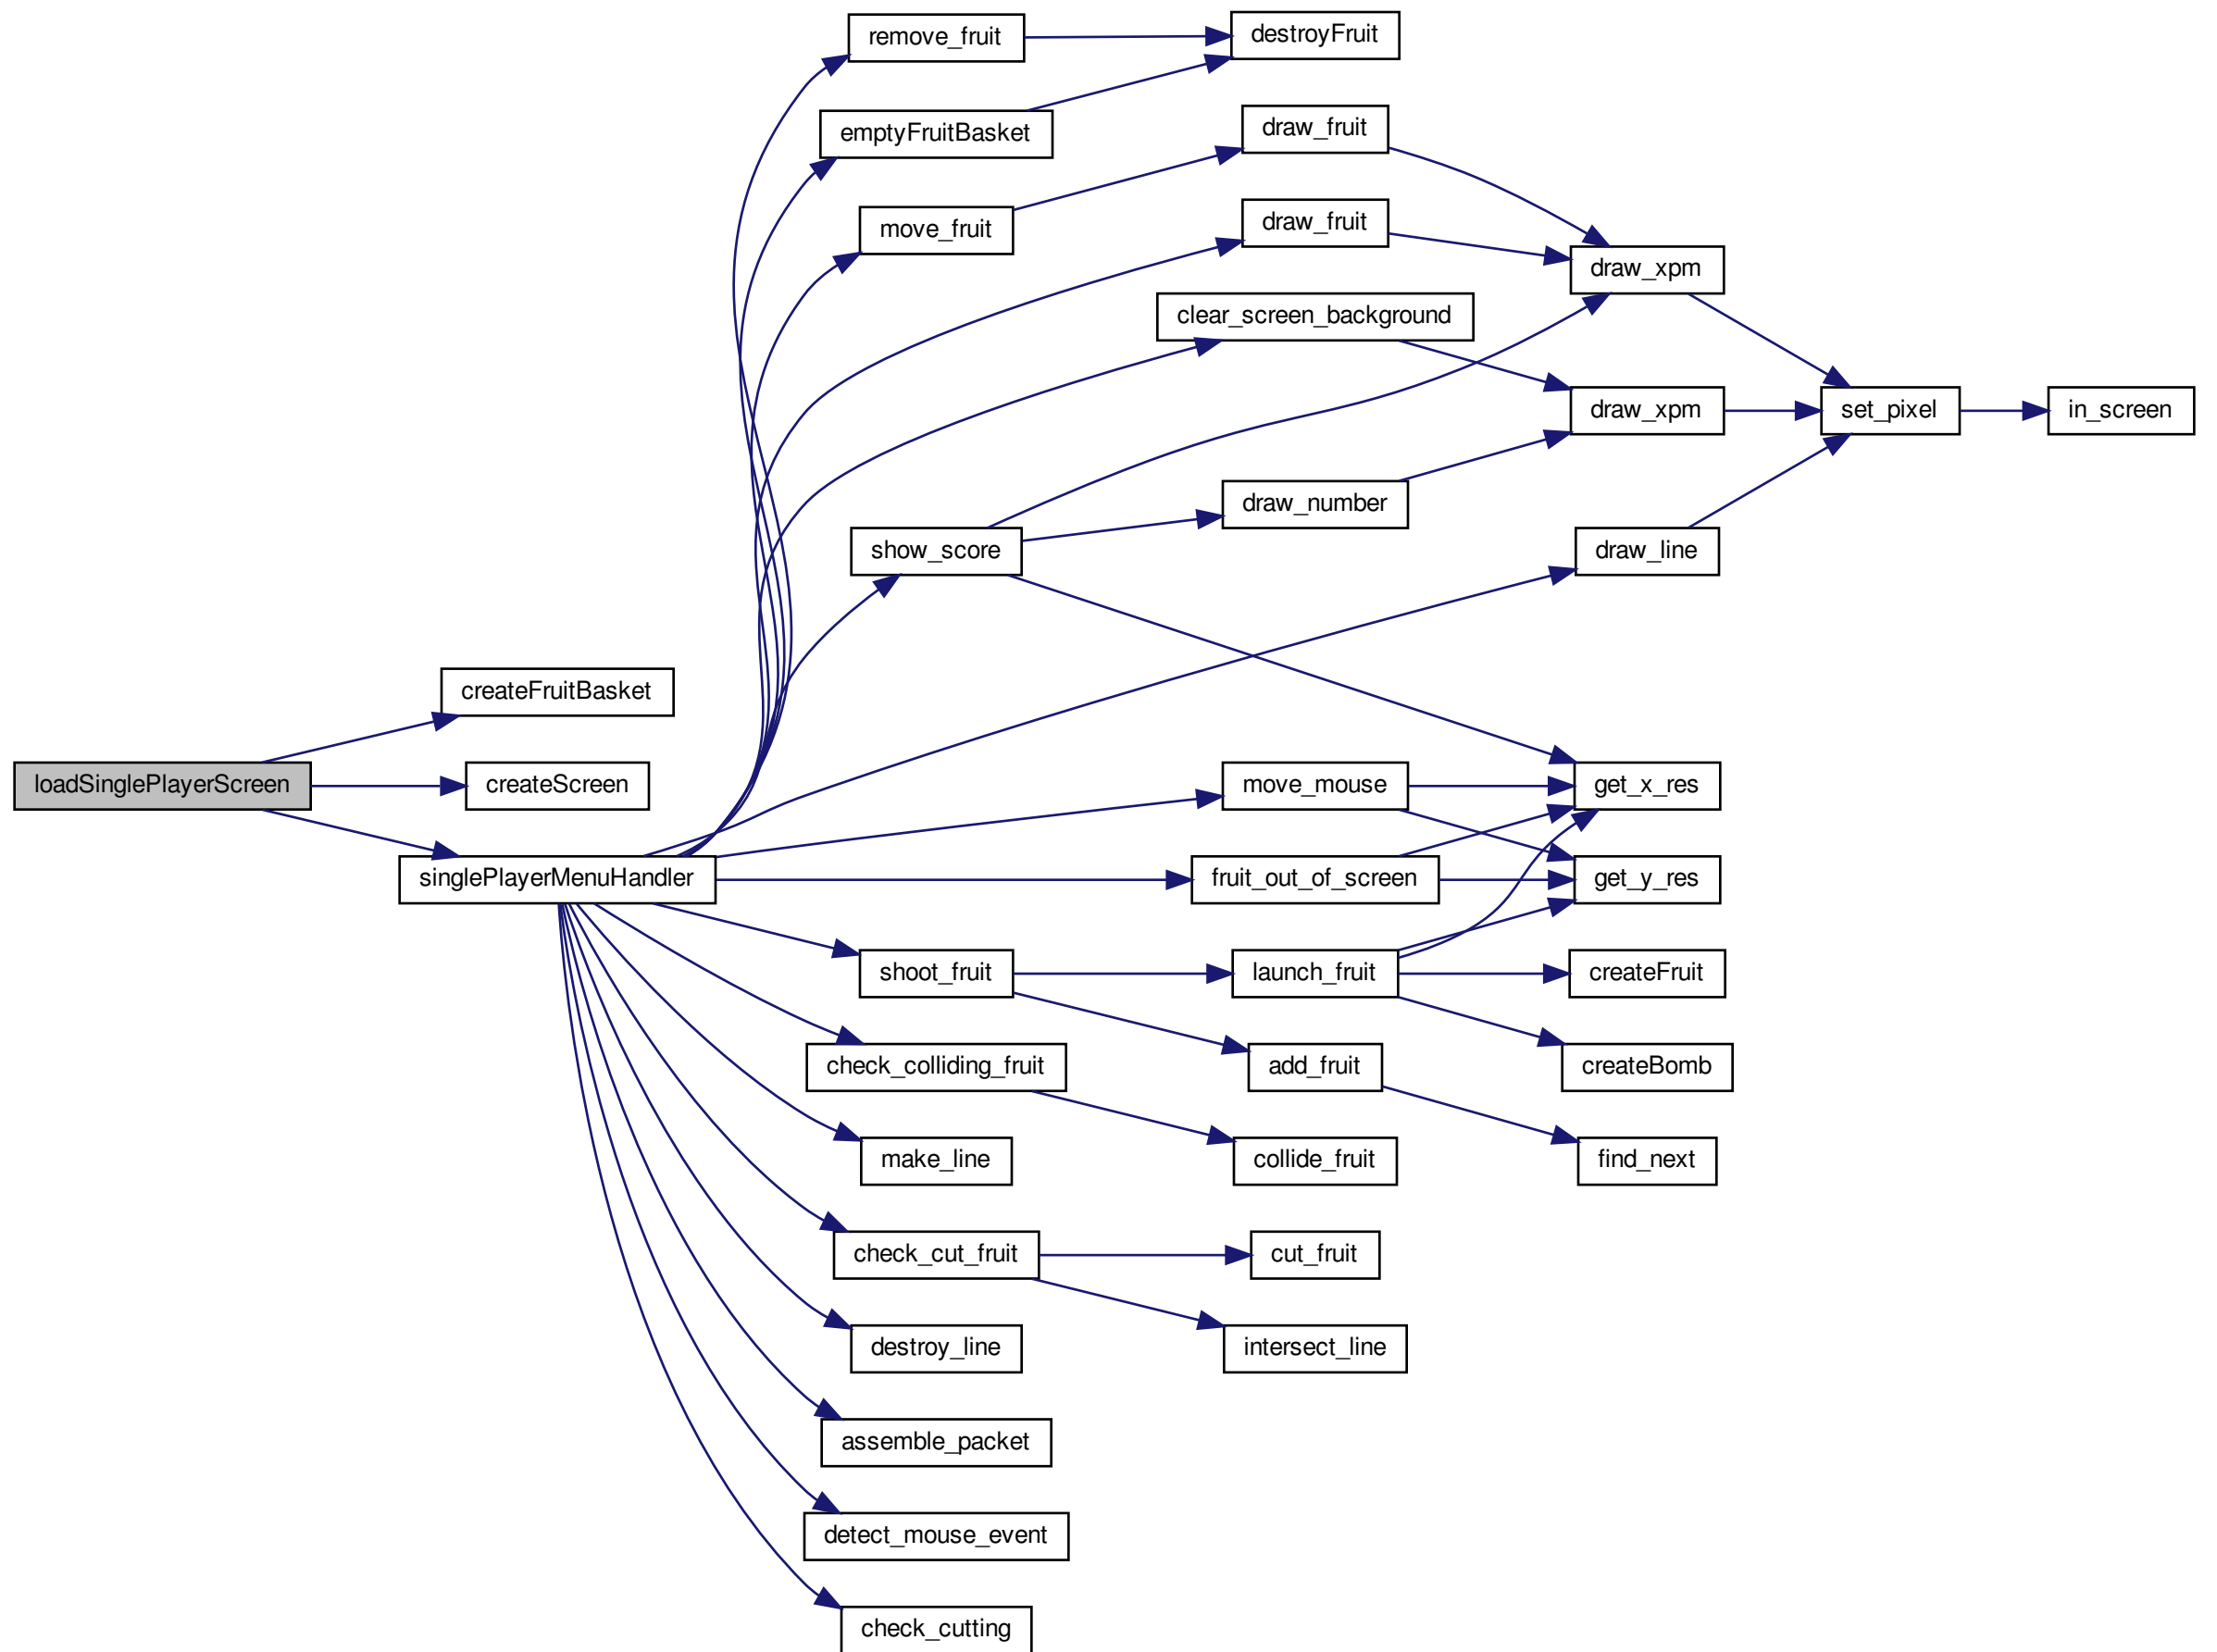 remove_fruit
destroyFruit
emptyFruitBasket
draw_fruit
move_fruit
draw_fruit
draw_xpm
clear_screen_background
draw_xpm
set_pixel
in_screen
draw_number
show_score
draw_line
createFruitBasket
loadSinglePlayerScreen
createScreen
move_mouse
get_x_res
singlePlayerMenuHandler
fruit_out_of_screen
get_y_res
shoot_fruit
launch_fruit
createFruit
check_colliding_fruit
add_fruit
createBomb
make_line
collide_fruit
find_next
check_cut_fruit
cut_fruit
destroy_line
intersect_line
assemble_packet
detect_mouse_event
check_cutting